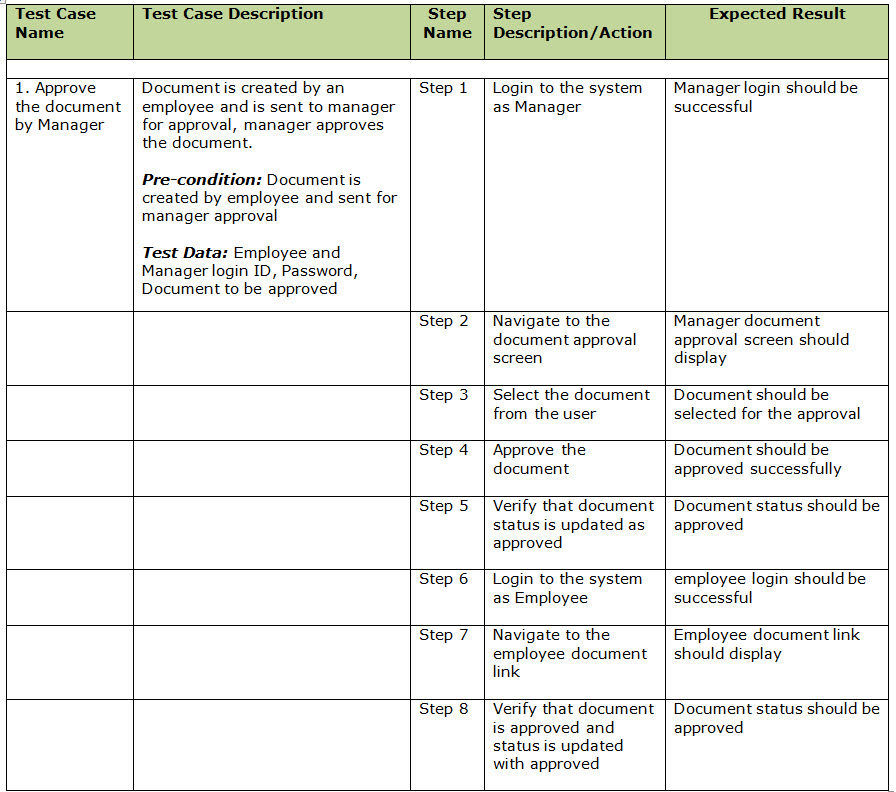 Test Case Name
Test Case Description
Step Name
Step Description/Action
Expected Result
1. Approve
the document
by Manager
Document is created by an
employee and is sent to manager
for approval, manager approves
the document.
Pre-condition: Document is
created by employee and sent for
manager approval
Test Data: Employee and
Manager login ID, Password,
Document to be approved
Step 1
Login to the system
as Manager
Manager login should be
successful
Step 2
Navigate to the
document approval
screen
Manager document
approval screen should
display
Step 3
Select the document
from the user
Document should be
selected for the approval
Step 4
Approve the
document
Document should be
approved successfully
Step 5
Verify that document
status is updated as
approved
Document status should be
approved
Step 6
Login to the system
as Employee
employee login should be
successful
Step 7
Navigate to the
employee document
link
Employee document link
should display
Step 8
Verify that document
is approved and
status is updated
with approved
Document status should be
approved